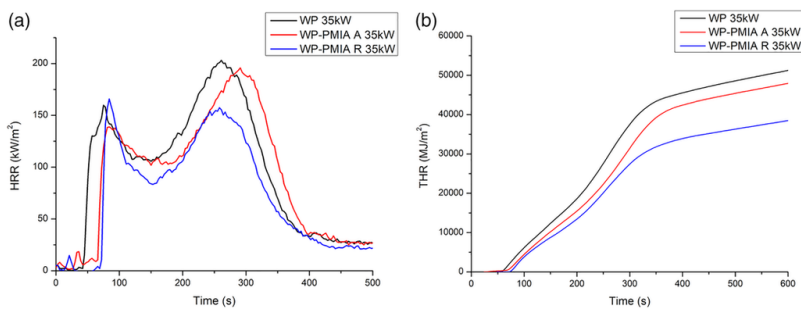 (a)
WP 35kW
WP-PMIA A 35kW
WP-PMIA R 35kW
200
150
100
50
0
HRR (kW/m²)
0 100 200 300 400 500
Time (s)
(b)
WP 35kW
WP-PMIA A 35kW
WP-PMIA R 35kW
60000
50000
40000
30000
20000
10000
0
THR (MJ/m²)
0 100 200 300 400 500 600
Time (s)